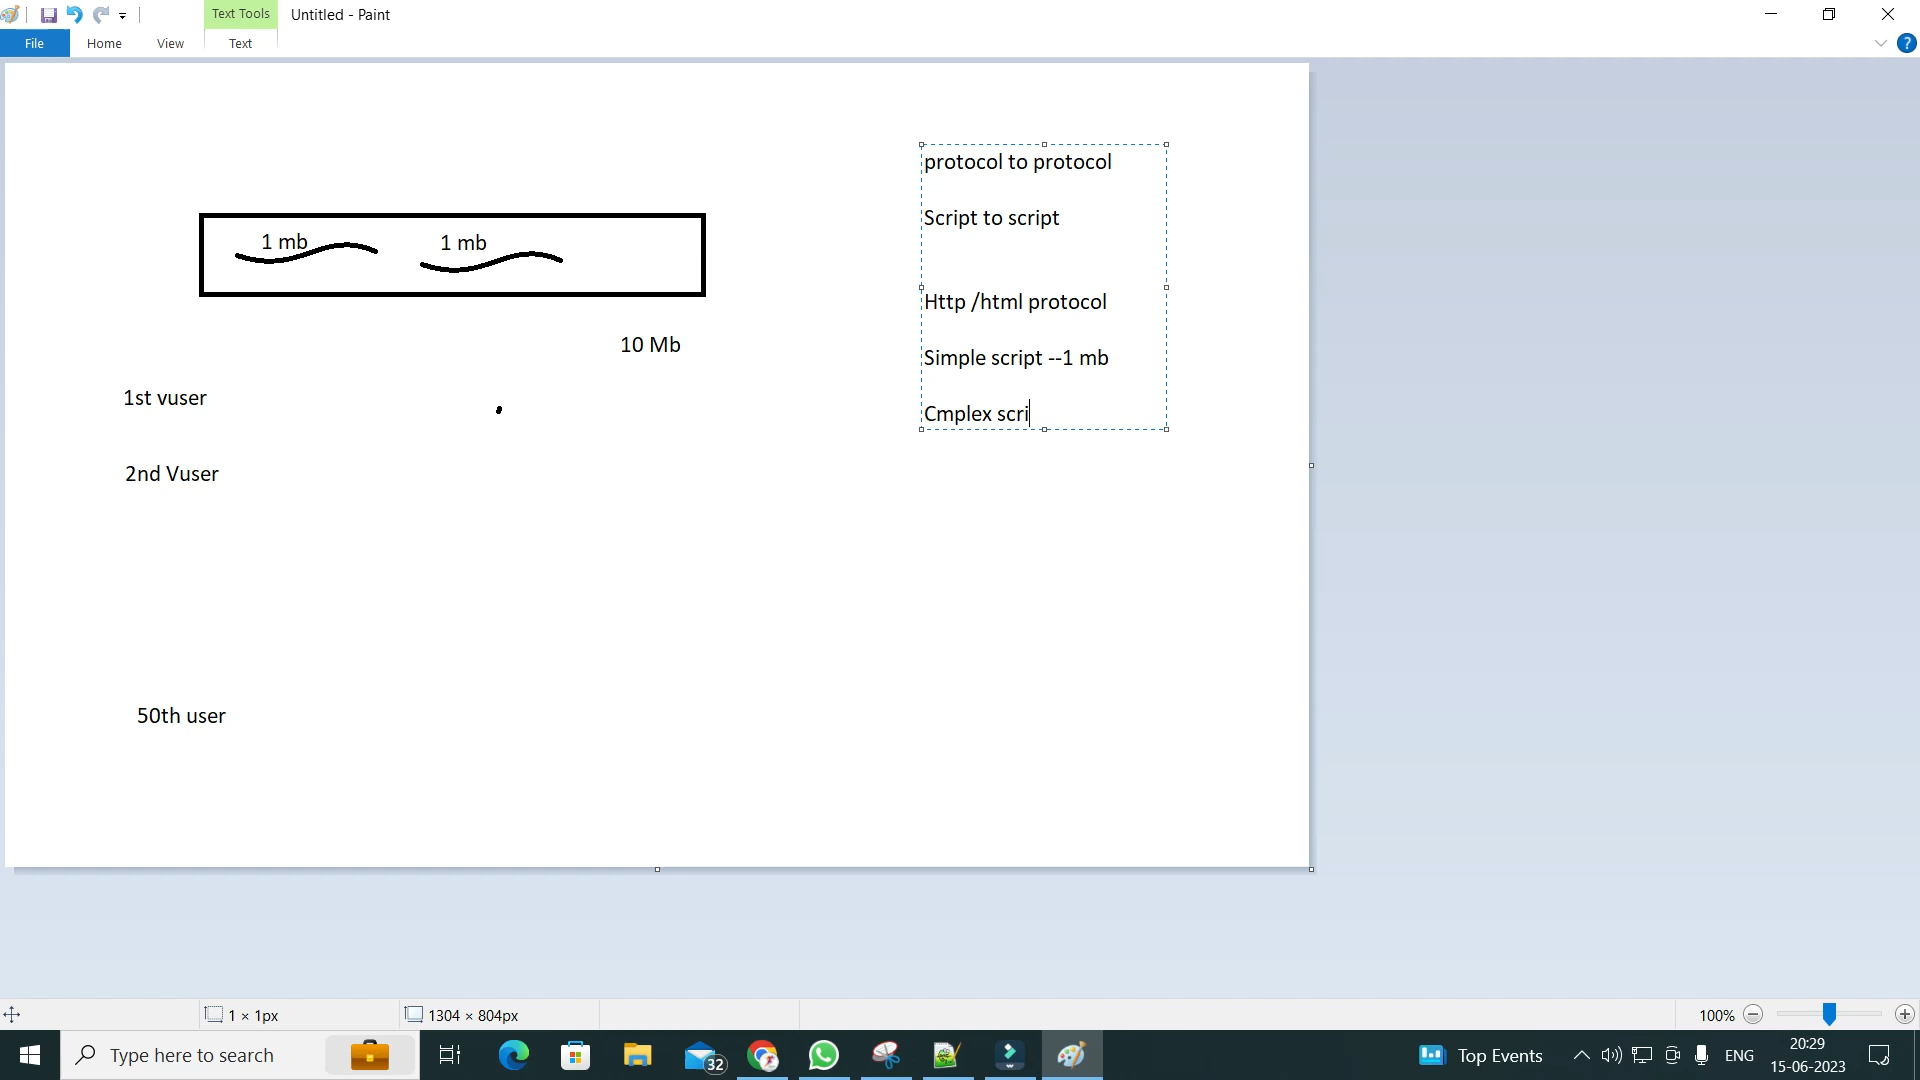 Text Tools
Untitled - Paint
File
Home
View
Text
?
protocol to protocol
Script to script
1 mb
1 mb
Http /html protocol
10 Mb
Simple script --1 mb
1st vuser
Cmplex scri
2nd Vuser
50th user
1 × 1px
1304 × 804px
100%
Type here to search
32
Top Events
ENG
20:29
15-06-2023